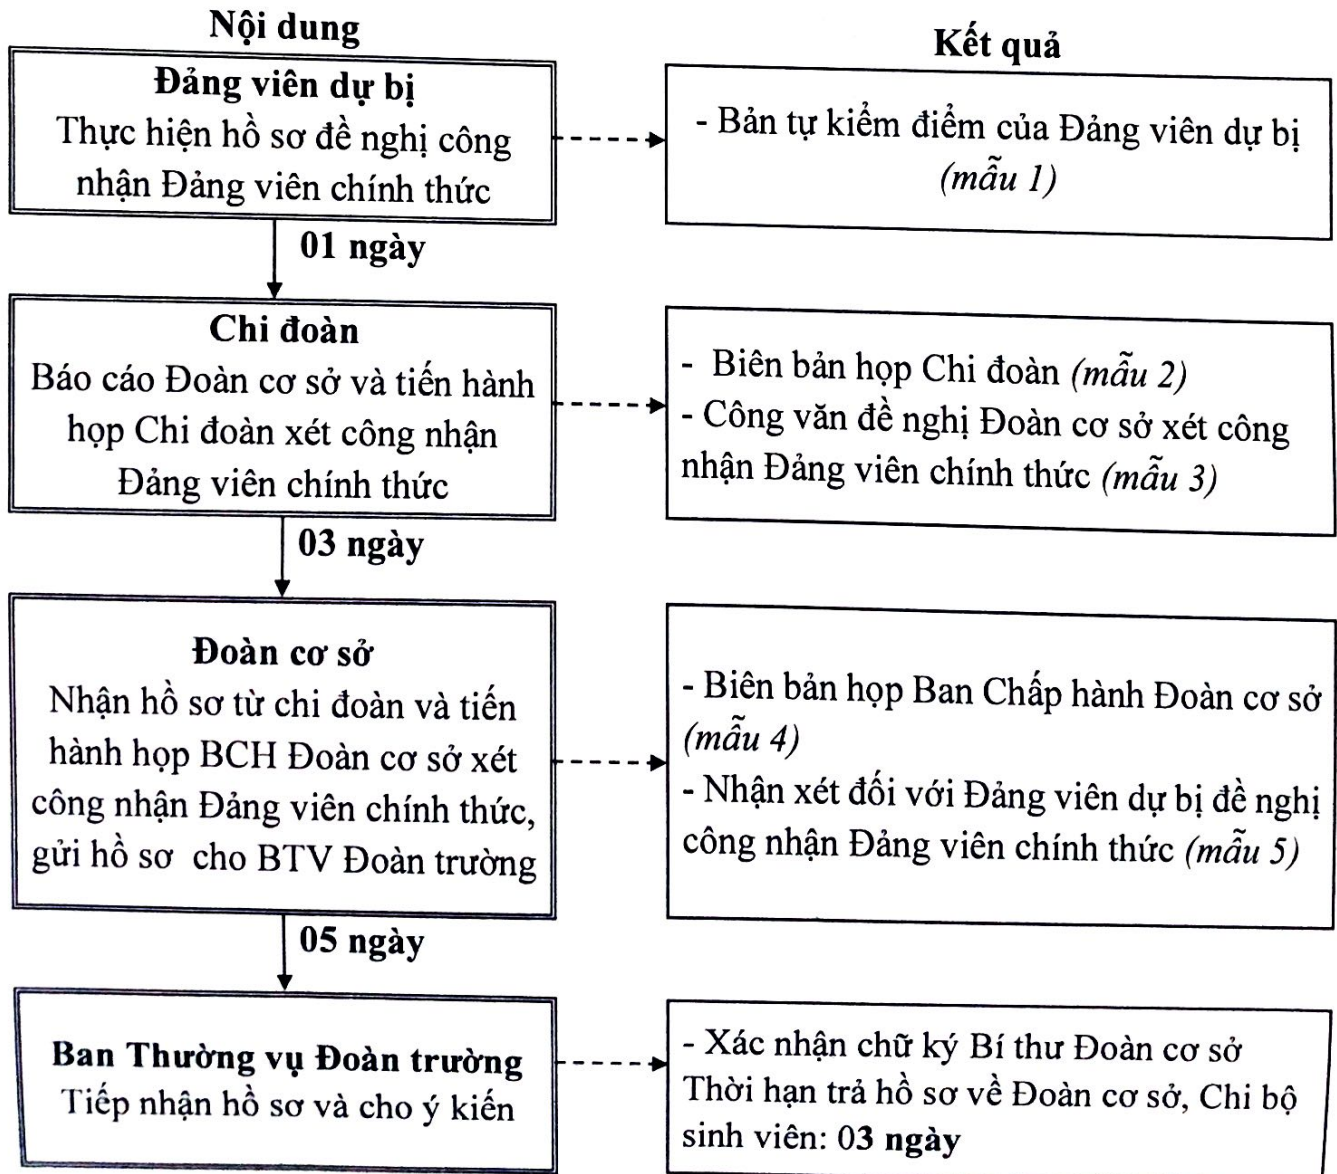 Nội dung
Kết quả
Đảng viên dự bị
Thực hiện hồ sơ đề nghị công
nhận Đảng viên chính thức
- Bản tự kiểm điểm của Đảng viên dự bị
(mẫu 1)
01 ngày
Chi đoàn
Báo cáo Đoàn cơ sở và tiến hành
họp Chi đoàn xét công nhận
Đảng viên chính thức
- Biên bản họp Chi đoàn (mẫu 2)
- Công văn đề nghị Đoàn cơ sở xét công
nhận Đảng viên chính thức (mẫu 3)
03 ngày
Đoàn cơ sở
Nhận hồ sơ từ chi đoàn và tiến
hành họp BCH Đoàn cơ sở xét
công nhận Đảng viên chính thức,
gửi hồ sơ cho BTV Đoàn trường
- Biên bản họp Ban Chấp hành Đoàn cơ sở
(mẫu 4)
- Nhận xét đối với Đảng viên dự bị đề nghị
công nhận Đảng viên chính thức (mẫu 5)
05 ngày
Ban Thường vụ Đoàn trường
Tiếp nhận hồ sơ và cho ý kiến
- Xác nhận chữ ký Bí thư Đoàn cơ sở
Thời hạn trả hồ sơ về Đoàn cơ sở, Chi bộ
sinh viên: 03 ngày